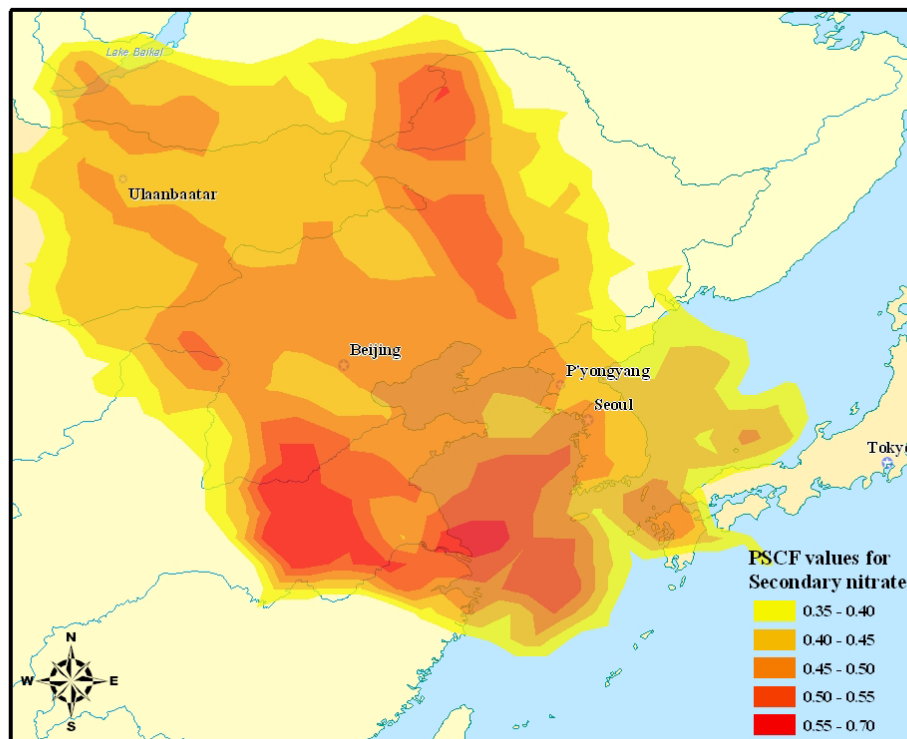 Lake Baikal
Ulaanbaatar
Beijing
P'yongyang
Seoul
PSCF values for
Secondary nitrate
0.35 - 0.40
0.40 - 0.45
0.45 - 0.50
0.50 - 0.55
0.55 - 0.70
N
W E
S